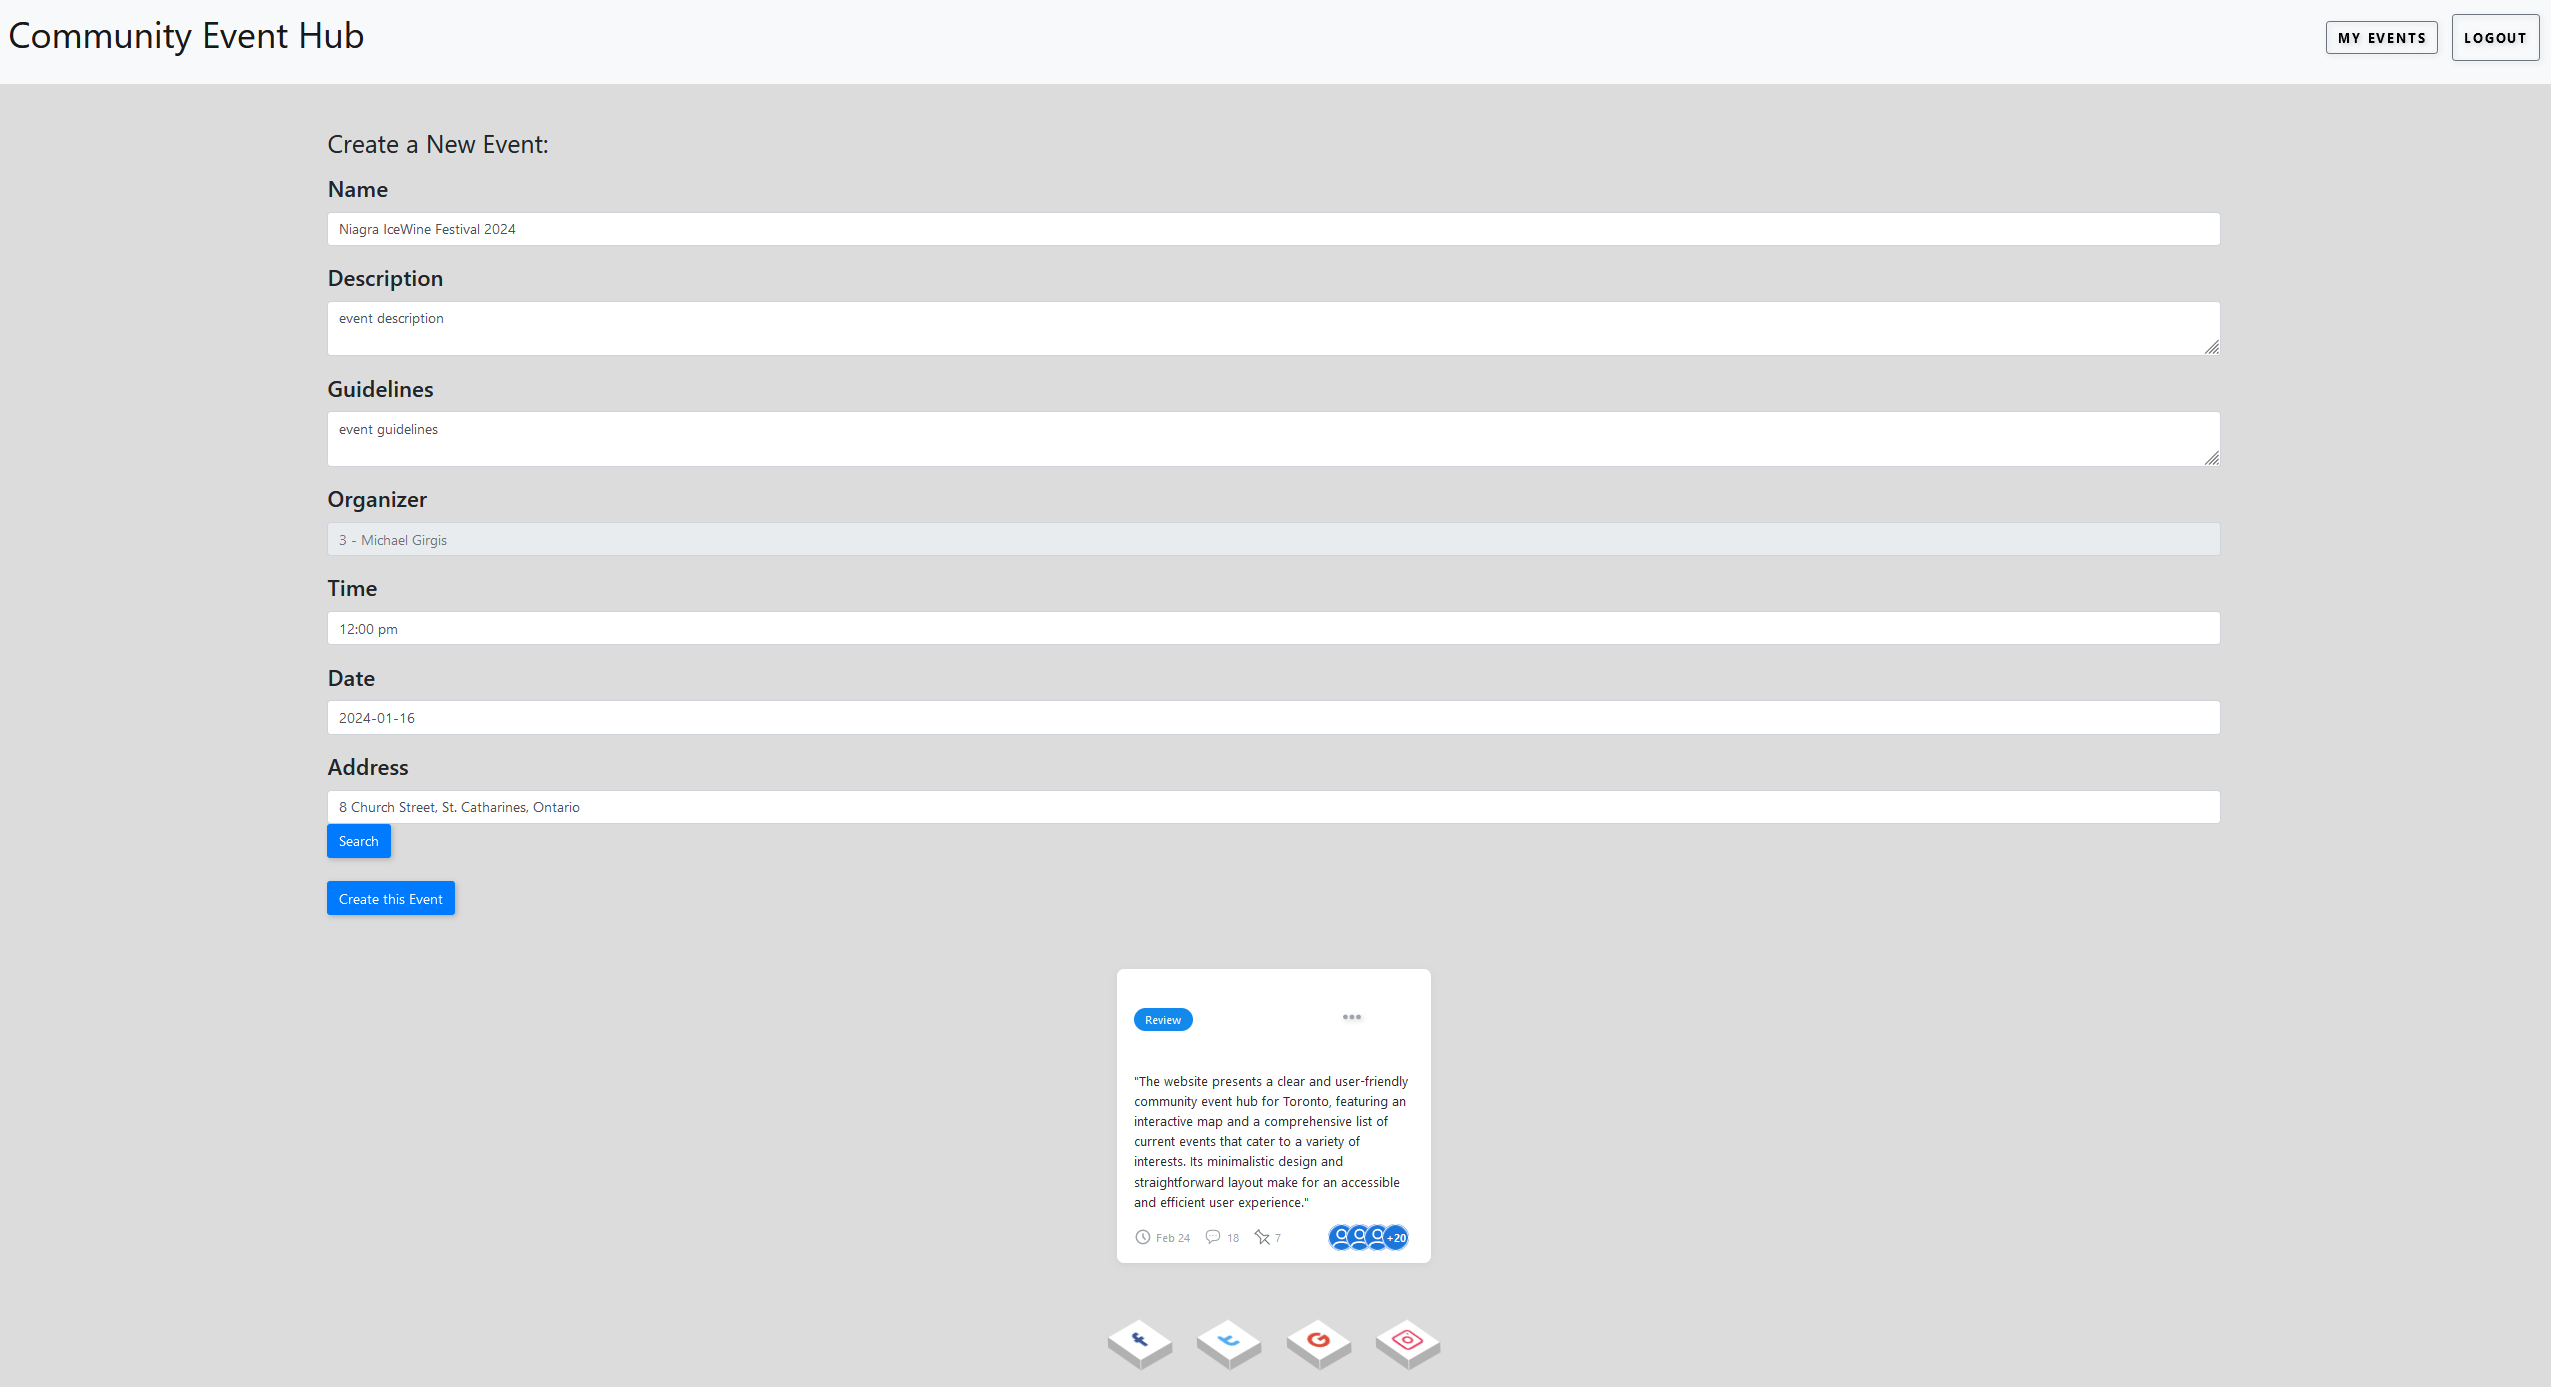 Community Event Hub
MY EVENTS
LOGOUT
Create a New Event:
Name
Niagra IceWine Festival 2024
Description
event description
Guidelines
event guidelines
Organizer
3 - Michael Girgis
Time
12:00 pm
Date
2024-01-16
Address
8 Church Street, St. Catharines, Ontario
Search
Create this Event
Review
"The website presents a clear and user-friendly
community event hub for Toronto, featuring an
interactive map and a comprehensive list of
current events that cater to a variety of
interests. Its minimalistic design and
straightforward layout make for an accessible
and efficient user experience."
Feb 24 18 7 +20